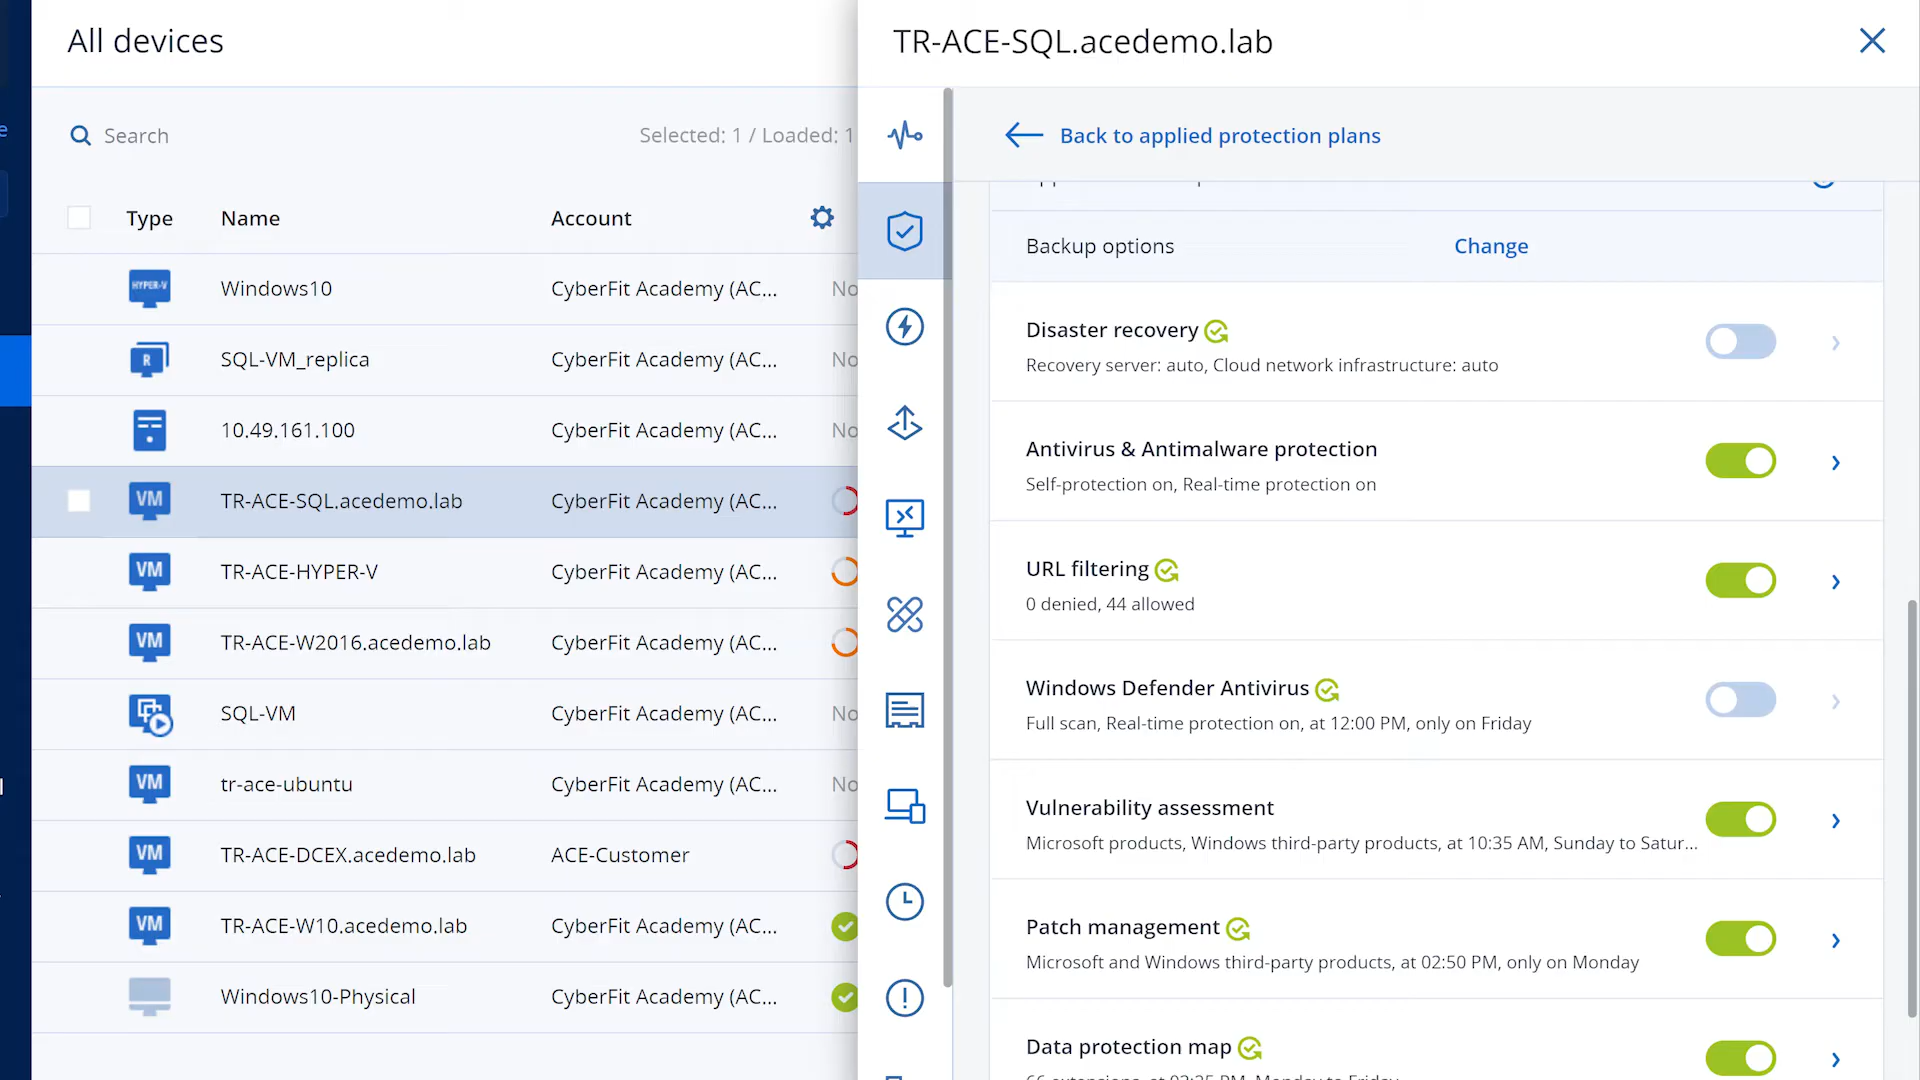 All devices
TR-ACE-SQL.acedemo.lab
Search
Selected: 1 / Loaded: 1
Back to applied protection plans
Type Name Account
Backup options Change
HYPER-V Windows10 CyberFit Academy (AC... No
Disaster recovery
Recovery server: auto, Cloud network infrastructure: auto
R SQL-VM_replica CyberFit Academy (AC... No
10.49.161.100 CyberFit Academy (AC... No
Antivirus & Antimalware protection
Self-protection on, Real-time protection on
VM TR-ACE-SQL.acedemo.lab CyberFit Academy (AC...
VM TR-ACE-HYPER-V CyberFit Academy (AC...
URL filtering
0 denied, 44 allowed
VM TR-ACE-W2016.acedemo.lab CyberFit Academy (AC...
Windows Defender Antivirus
Full scan, Real-time protection on, at 12:00 PM, only on Friday
SQL-VM CyberFit Academy (AC... No
VM tr-ace-ubuntu CyberFit Academy (AC... No
Vulnerability assessment
Microsoft products, Windows third-party products, at 10:35 AM, Sunday to Satur...
VM TR-ACE-DCEX.acedemo.lab ACE-Customer
VM TR-ACE-W10.acedemo.lab CyberFit Academy (AC...
Patch management
Microsoft and Windows third-party products, at 02:50 PM, only on Monday
Windows10-Physical CyberFit Academy (AC...
Data protection map
66 extensions, at 03:25 PM, Monday to Friday